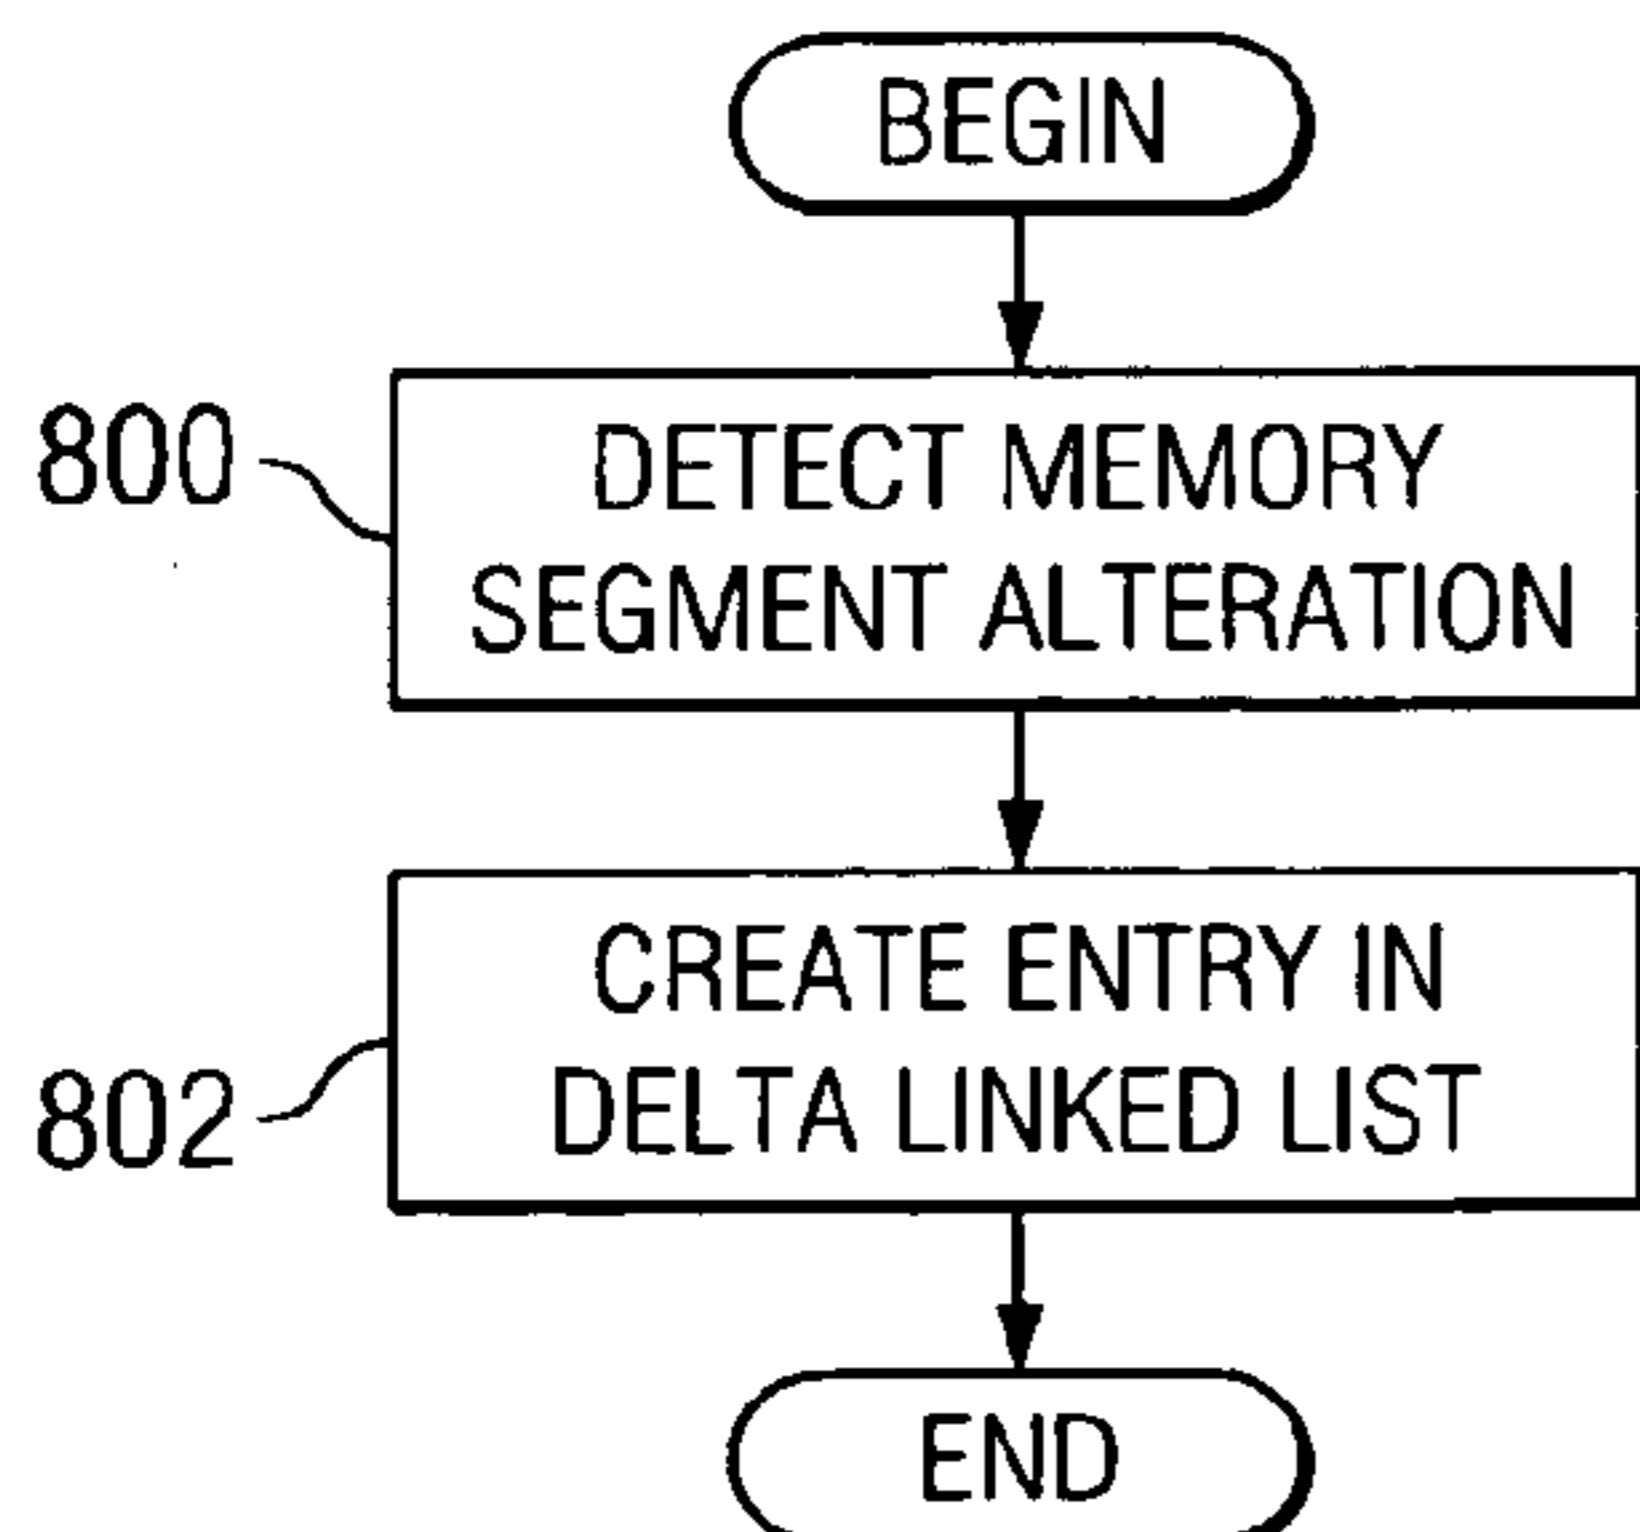 BEGIN
800
DETECT MEMORY
SEGMENT ALTERATION
CREATE ENTRY IN
DELTA LINKED LIST
802
END